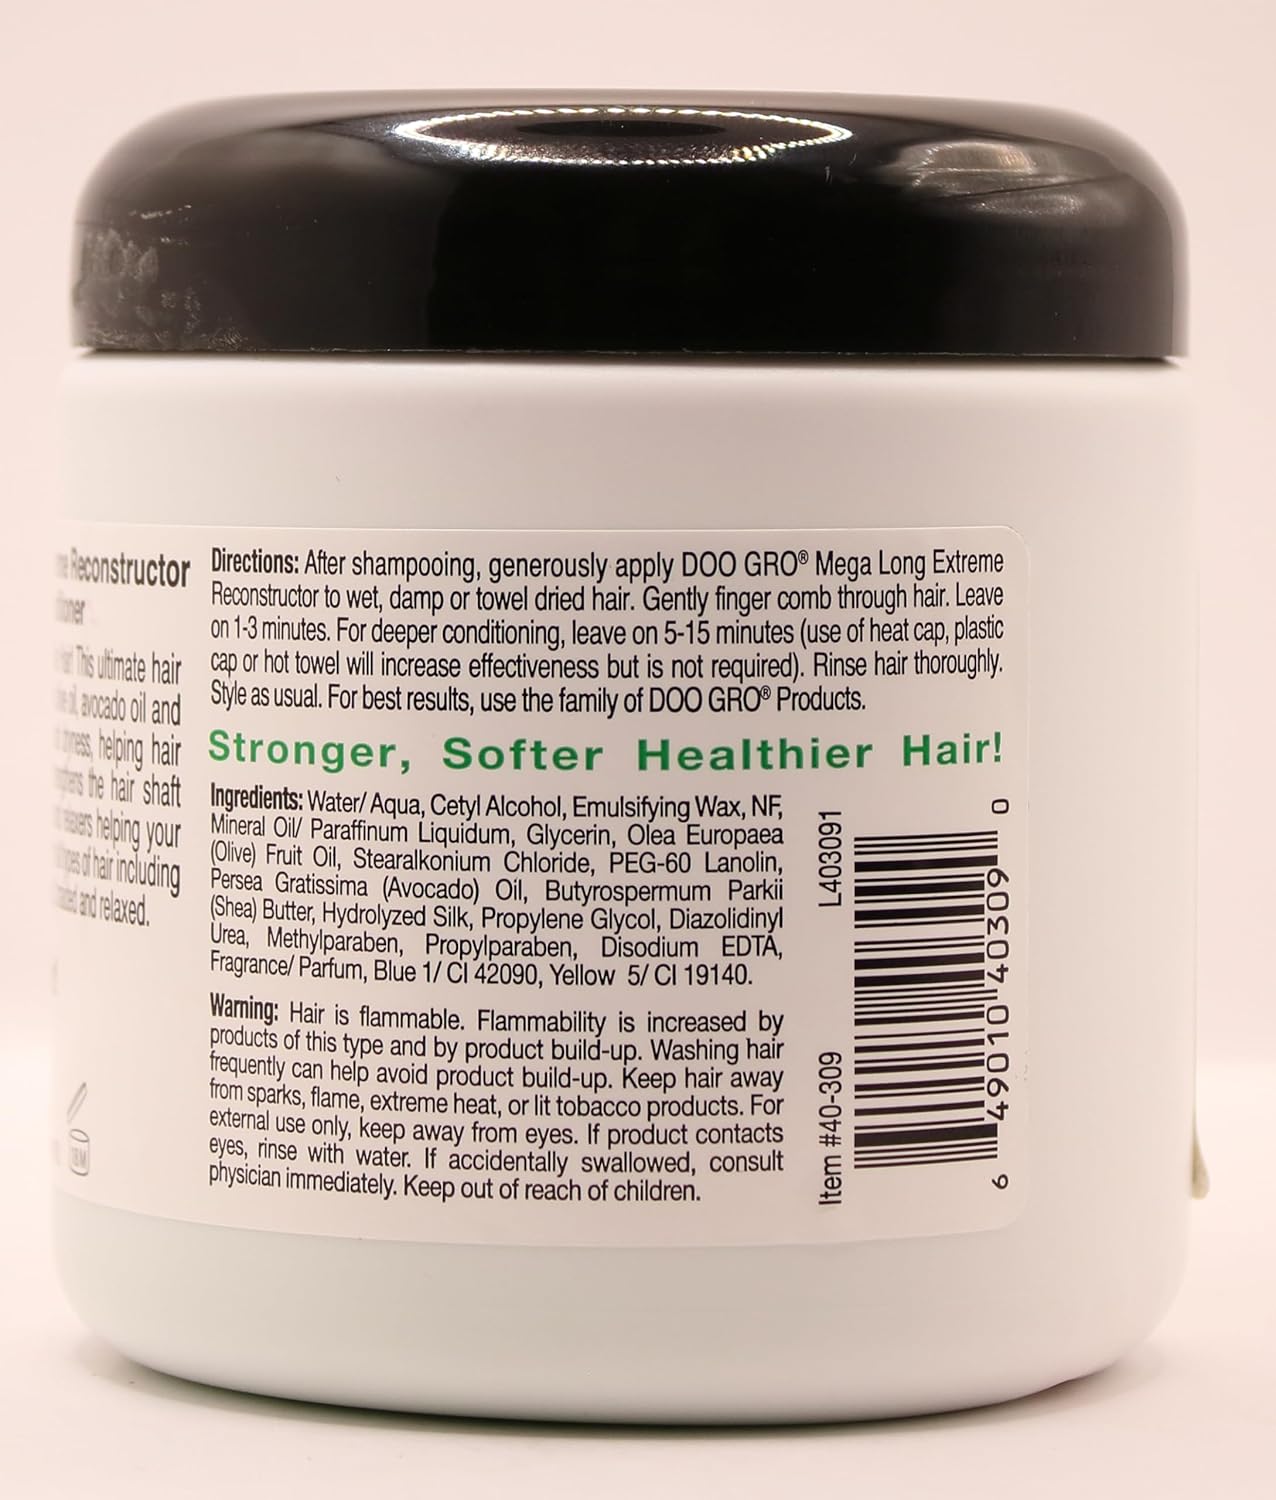 Reconstructor
This ultimate hair
avocado oil and
helping hair
the hair shaft
relaxers helping your
types of hair including
and relaxed.
Directions: After shampooing, generously apply DOO GRO® Mega Long Extreme
Reconstructor to wet, damp or towel dried hair. Gently finger comb through hair. Leave
on 1-3 minutes. For deeper conditioning, leave on 5-15 minutes (use of heat cap, plastic
cap or hot towel will increase effectiveness but is not required). Rinse hair thoroughly.
Style as usual. For best results, use the family of DOO GRO® Products.
Stronger, Softer Healthier Hair!
Ingredients: Water/ Aqua, Cetyl Alcohol, Emulsifying Wax, NF,
Mineral Oil/ Paraffinum Liquidum, Glycerin, Olea Europaea
(Olive) Fruit Oil, Stearalkonium Chloride, PEG-60 Lanolin,
Persea Gratissima (Avocado) Oil, Butyrospermum Parkii
(Shea) Butter, Hydrolyzed Silk, Propylene Glycol, Diazolidinyl
Urea, Methylparaben, Propylparaben, Disodium EDTA,
Fragrance/ Parfum, Blue 1/ CI 42090, Yellow 5/ CI 19140.
Warning: Hair is flammable. Flammability is increased by
products of this type and by product build-up. Washing hair
frequently can help avoid product build-up. Keep hair away
from sparks, flame, extreme heat, or lit tobacco products. For
external use only, keep away from eyes. If product contacts
eyes, rinse with water. If accidentally swallowed, consult
physician immediately. Keep out of reach of children.
Item #40-309 L403091
6 49010 40309 0